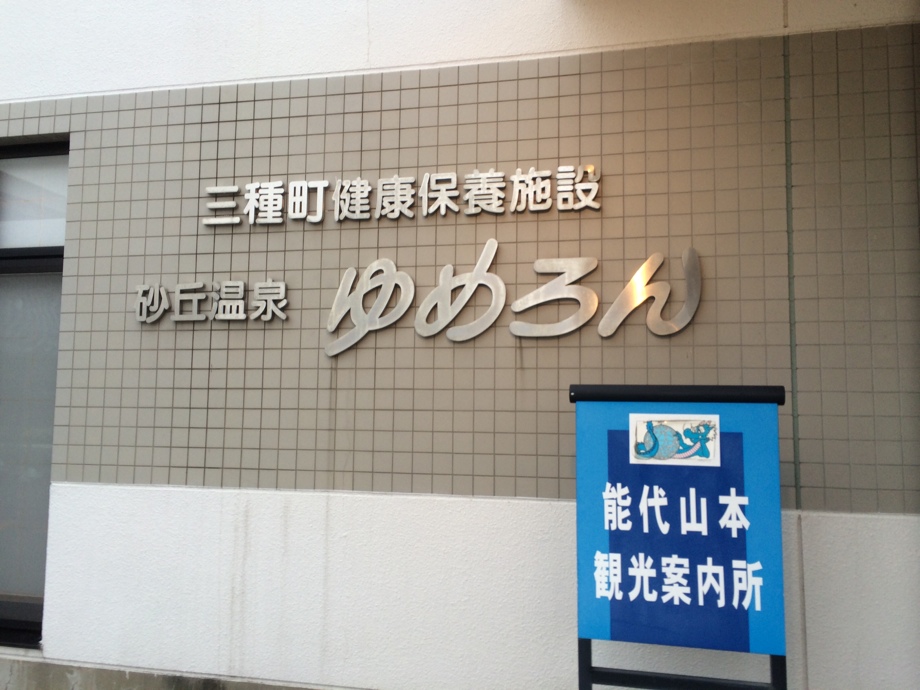 三種町健康保養施設
砂丘温泉 ゆめろん
能代山本
観光案内所